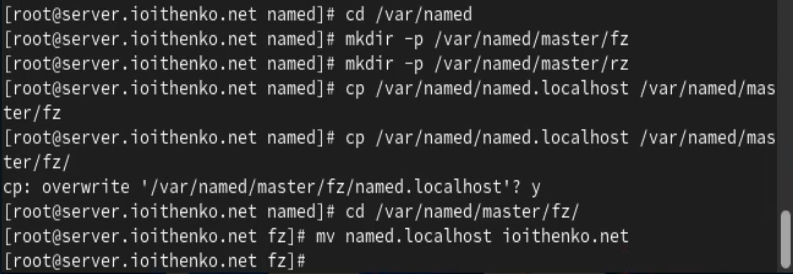 [root@server.ioithenko.net named]# cd /var/named
[root@server.ioithenko.net named]# mkdir -p /var/named/master/fz
[root@server.ioithenko.net named]# mkdir -p /var/named/master/rz
[root@server.ioithenko.net named]# cp /var/named/named.localhost /var/named/mas
ter/fz
[root@server.ioithenko.net named]# cp /var/named/named.localhost /var/named/mas
ter/fz/
cp: overwrite '/var/named/master/fz/named.localhost'? y
[root@server.ioithenko.net named]# cd /var/named/master/fz/
[root@server.ioithenko.net fz]# mv named.localhost ioithenko.net
[root@server.ioithenko.net fz]#